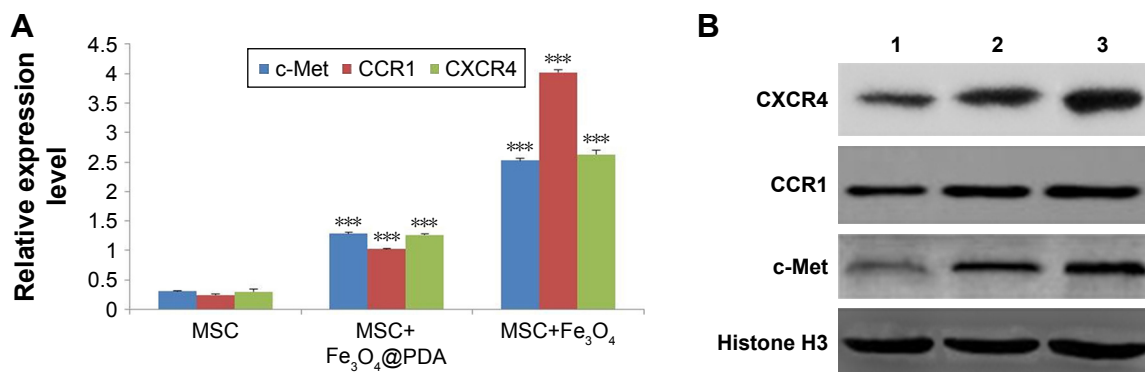 A
Relative expression
level
4.5
4
3.5
3
2.5
2
1.5
1
0.5
0
c-Met CCR1 CXCR4
*** *** ***
*** *** ***
MSC MSC+ MSC+Fe₃O₄
Fe₃O₄@PDA
B
1 2 3
CXCR4
CCR1
c-Met
Histone H3